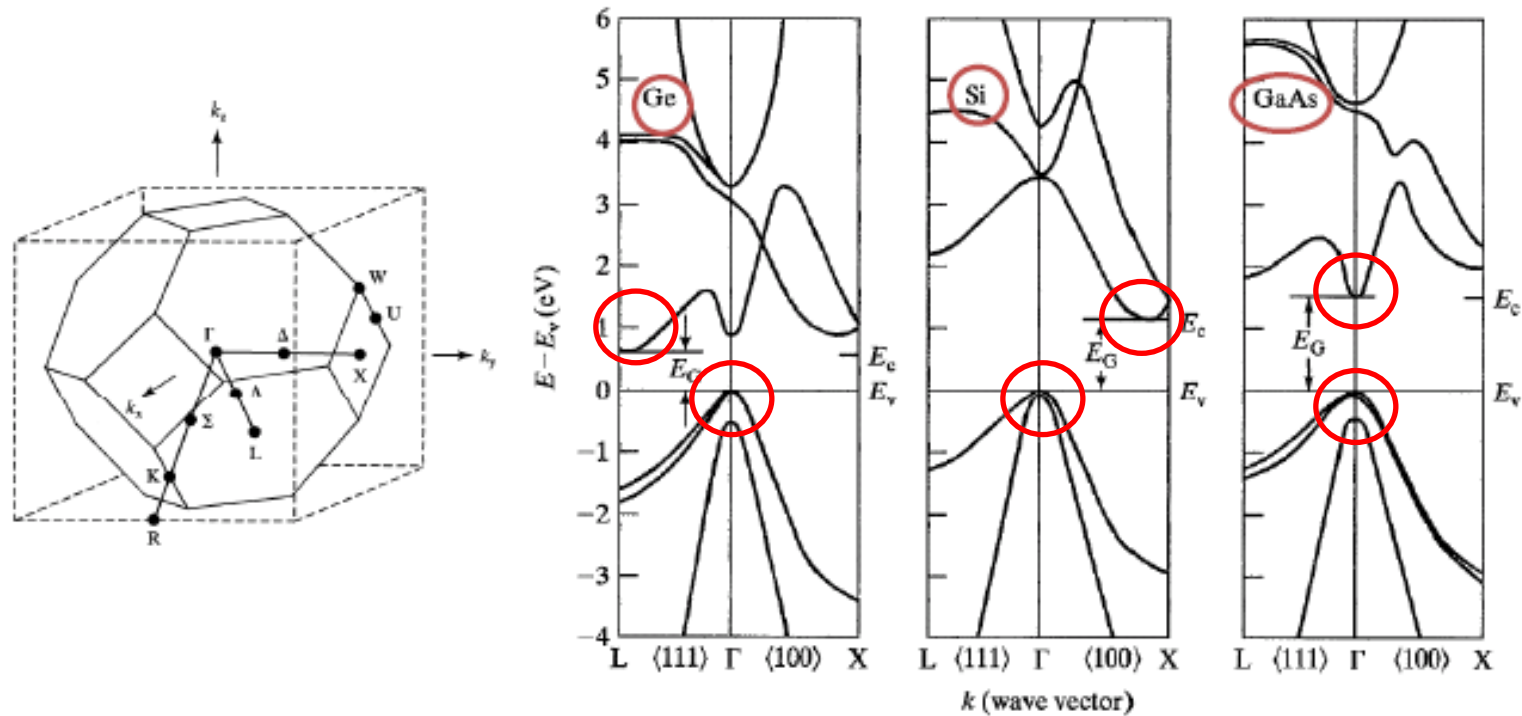 k_z
W
U
Γ
Δ
X
k_y
k_x
Λ
Σ
L
K
R
E−E_v (eV)
6
5
4
3
2
1
0
−1
−2
−3
−4
Ge
E_G
E_c
E_v
L ⟨111⟩ Γ ⟨100⟩ X
Si
E_c
E_G
E_v
L ⟨111⟩ Γ ⟨100⟩ X
GaAs
E_c
E_G
E_v
L ⟨111⟩ Γ ⟨100⟩ X
k (wave vector)